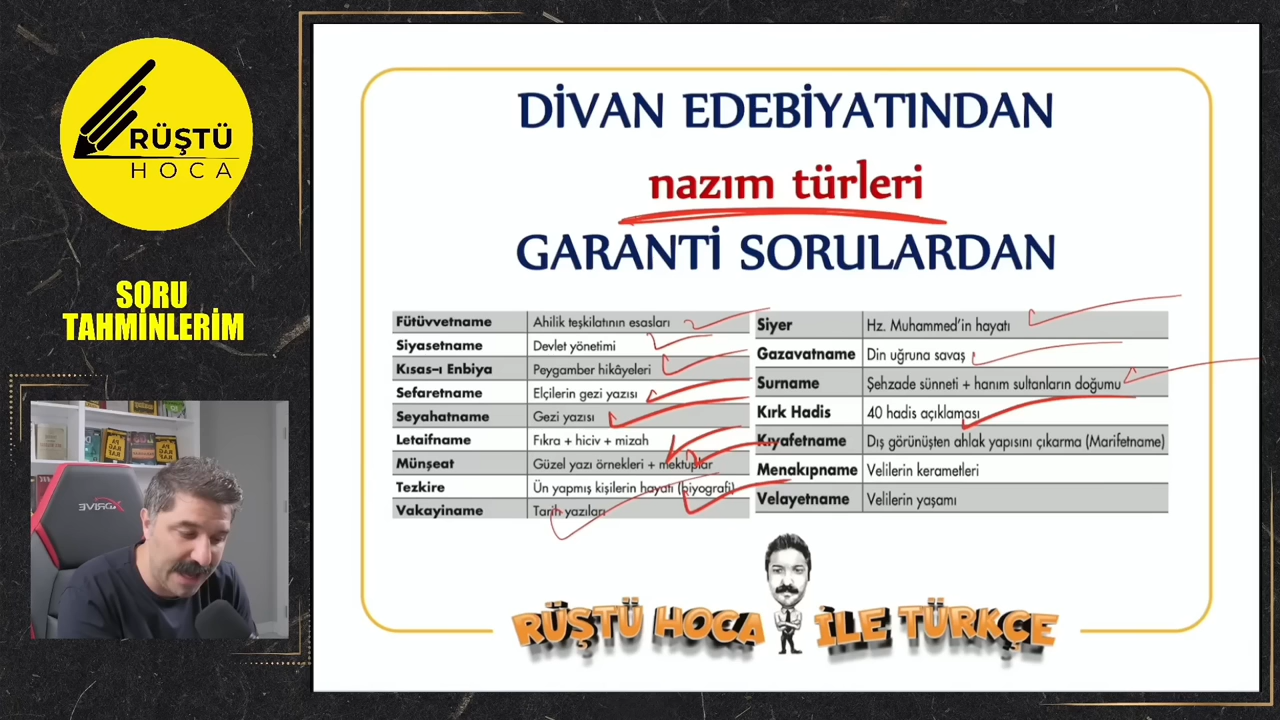 RÜŞTÜ
HOCA
SORU
TAHMİNLERİM
DİVAN EDEBİYATINDAN
nazım türleri
GARANTİ SORULARDAN
Fütüvvetname Ahilik teşkilatının esasları
Siyasetname Devlet yönetimi
Kısas-ı Enbiya Peygamber hikâyeleri
Sefaretname Elçilerin gezi yazısı
Seyahatname Gezi yazısı
Letaifname Fıkra + hiciv + mizah
Münşeat Güzel yazı örnekleri + mektuplar
Tezkire Ün yapmış kişilerin hayatı (biyografi)
Vakayiname Tarih yazıları
Siyer Hz. Muhammed'in hayatı
Gazavatname Din uğruna savaş
Surname Şehzade sünneti + hanım sultanların doğumu
Kırk Hadis 40 hadis açıklaması
Kıyafetname Dış görünüşten ahlak yapısını çıkarma (Marifetname)
Menakıpname Velilerin kerametleri
Velayetname Velilerin yaşamı
RÜŞTÜ HOCA İLE TÜRKÇE